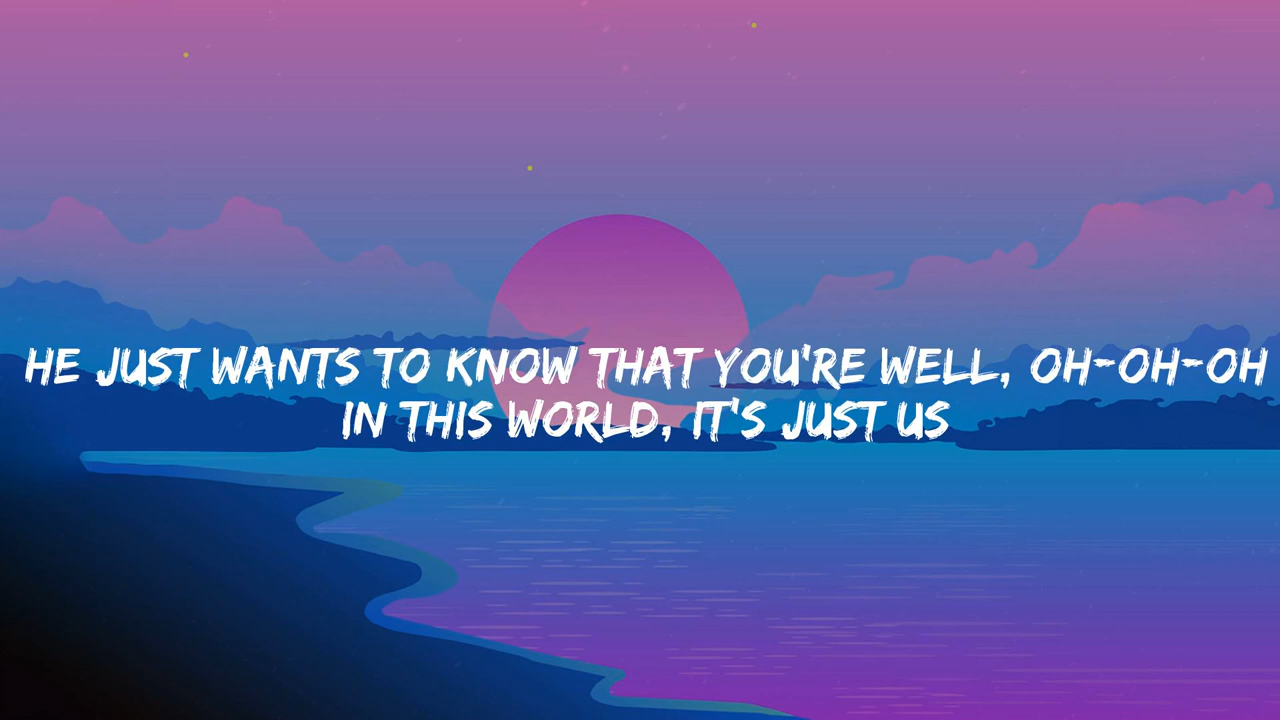 HE JUST WANTS TO KNOW THAT YOU'RE WELL, OH-OH-OH
IN THIS WORLD, IT'S JUST US